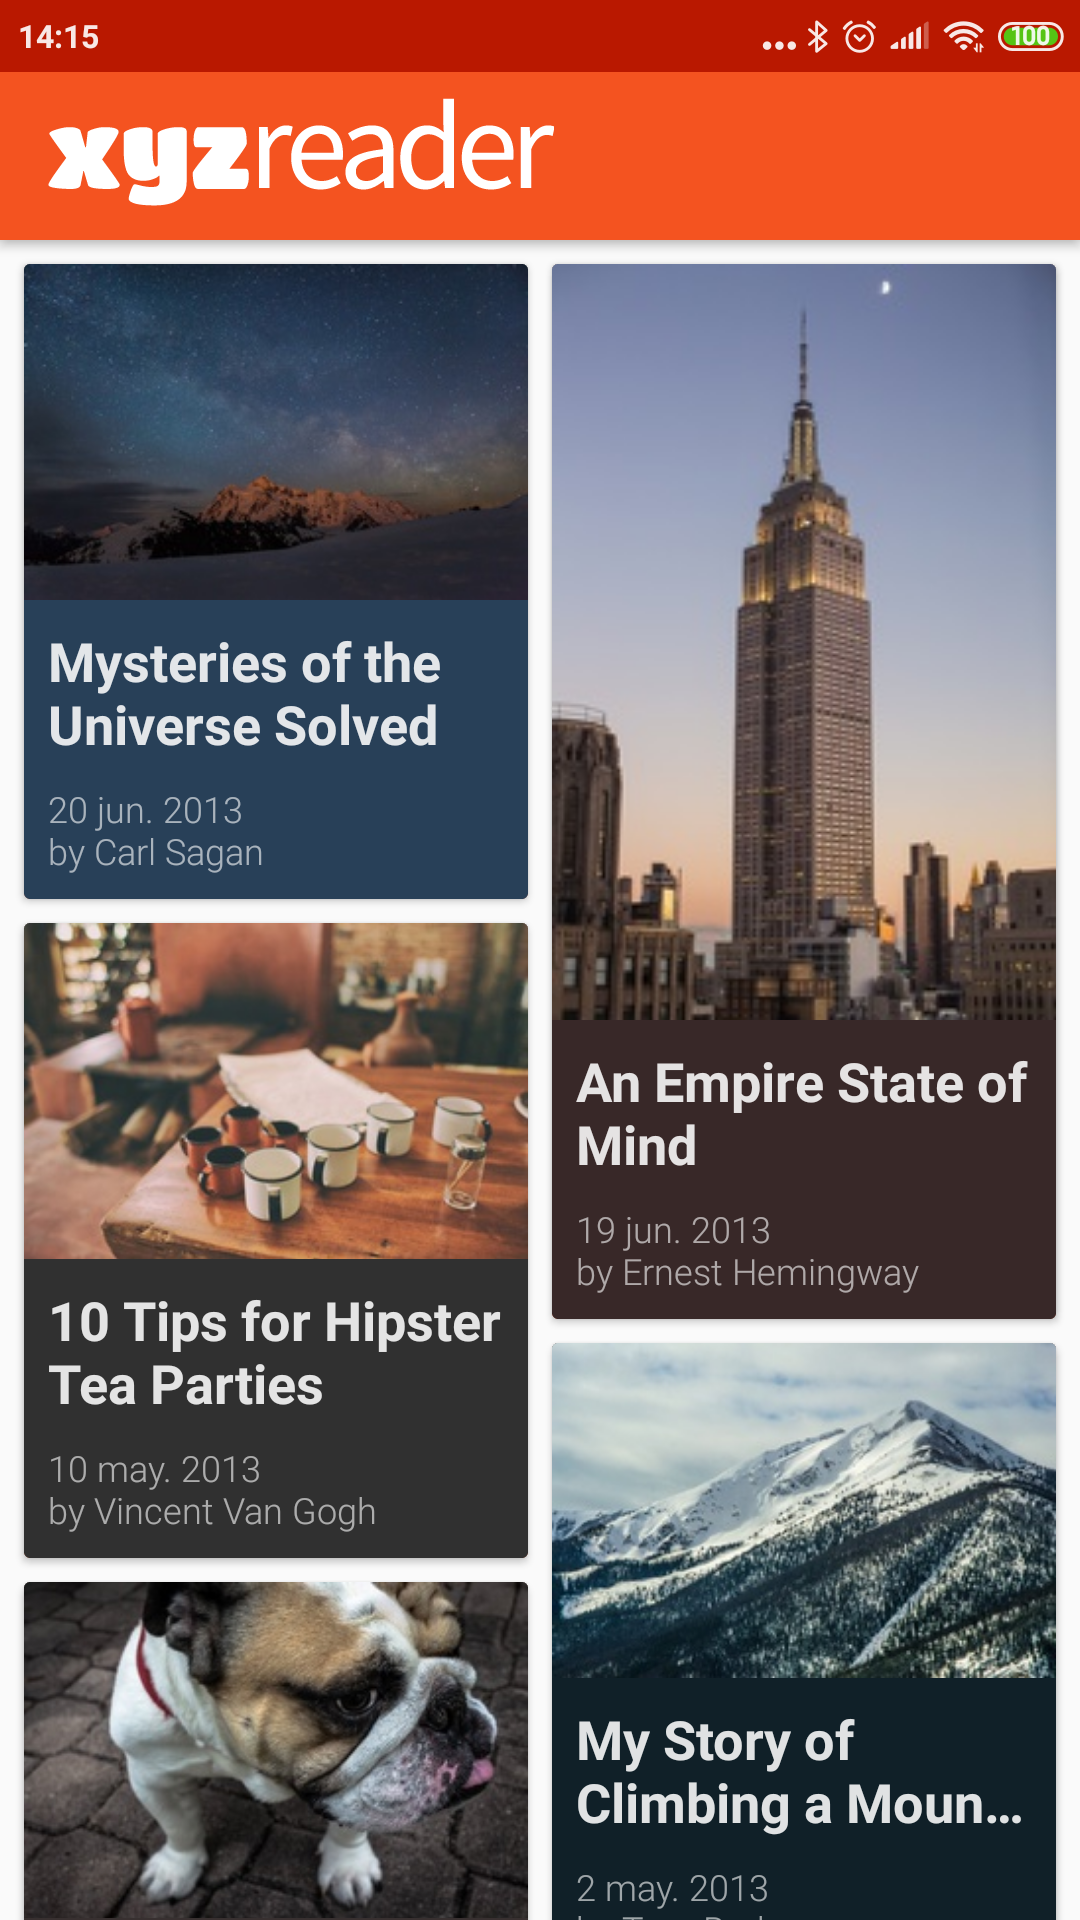 14:15
100
xyzreader
Mysteries of the
Universe Solved
20 jun. 2013
by Carl Sagan
An Empire State of
Mind
19 jun. 2013
by Ernest Hemingway
10 Tips for Hipster
Tea Parties
10 may. 2013
by Vincent Van Gogh
My Story of
Climbing a Moun…
2 may. 2013